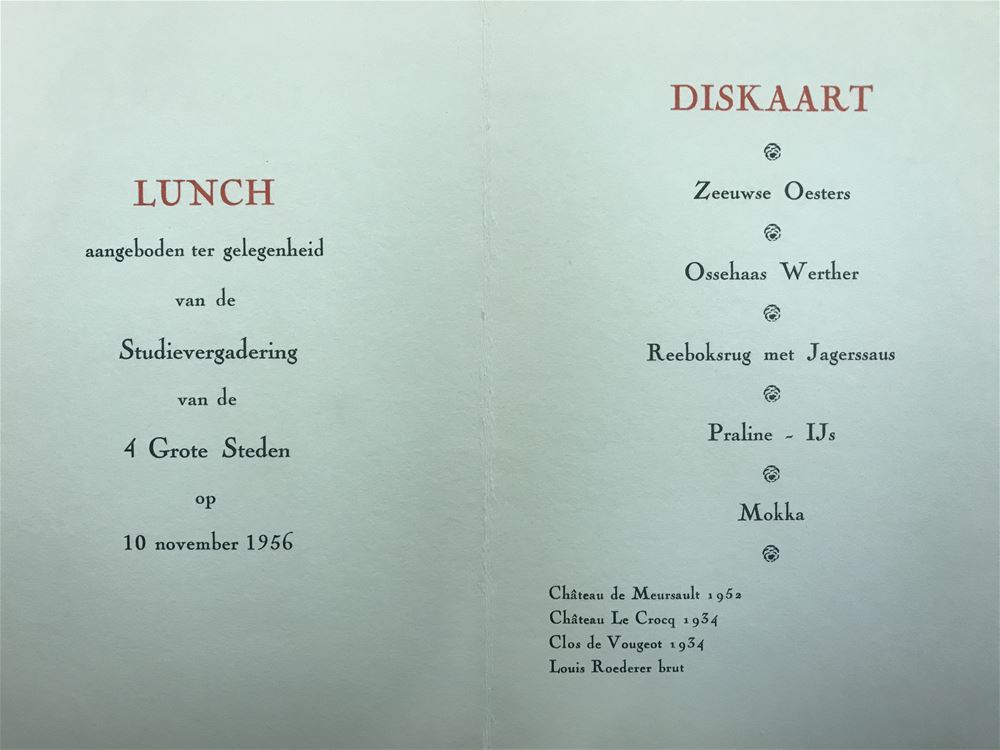 LUNCH
aangeboden ter gelegenheid
van de
Studievergadering
van de
4 Grote Steden
op
10 november 1956
DISKAART
Zeeuwse Oesters
Ossehaas Werther
Reeboksrug met Jagerssaus
Praline - IJs
Mokka
Château de Meursault 1952
Château Le Crocq 1934
Clos de Vougeot 1934
Louis Roederer brut